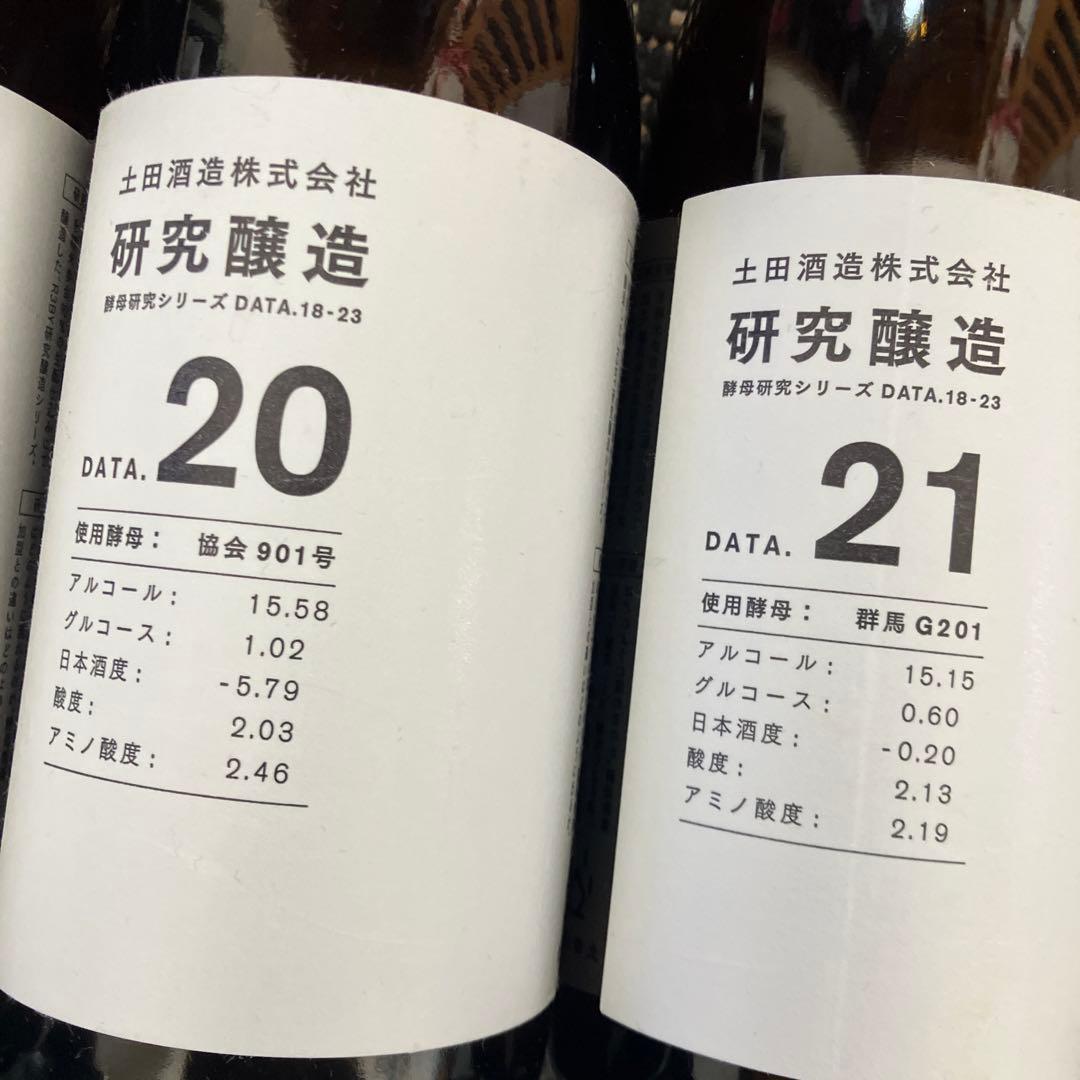 土田酒造株式会社
研究醸造
酵母研究シリーズ DATA.18-23
DATA. 20
使用酵母： 協会 901号
アルコール： 15.58
グルコース： 1.02
日本酒度： -5.79
酸度： 2.03
アミノ酸度： 2.46
土田酒造株式会社
研究醸造
酵母研究シリーズ DATA.18-23
DATA. 21
使用酵母： 群馬 G201
アルコール： 15.15
グルコース： 0.60
日本酒度： -0.20
酸度： 2.13
アミノ酸度： 2.19